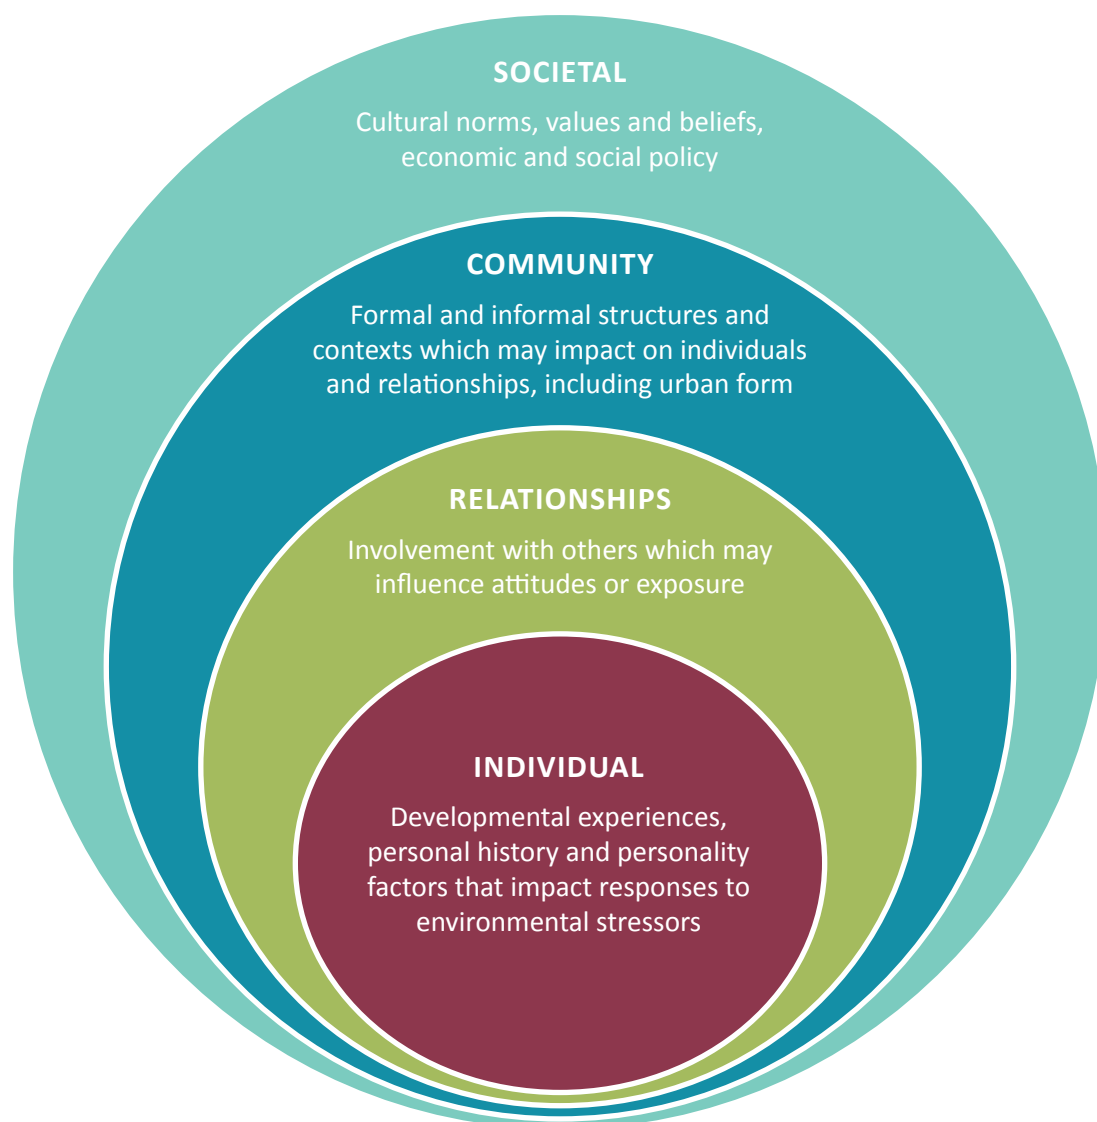 SOCIETAL
Cultural norms, values and beliefs,
economic and social policy
COMMUNITY
Formal and informal structures and
contexts which may impact on individuals
and relationships, including urban form
RELATIONSHIPS
Involvement with others which may
influence attitudes or exposure
INDIVIDUAL
Developmental experiences,
personal history and personality
factors that impact responses to
environmental stressors